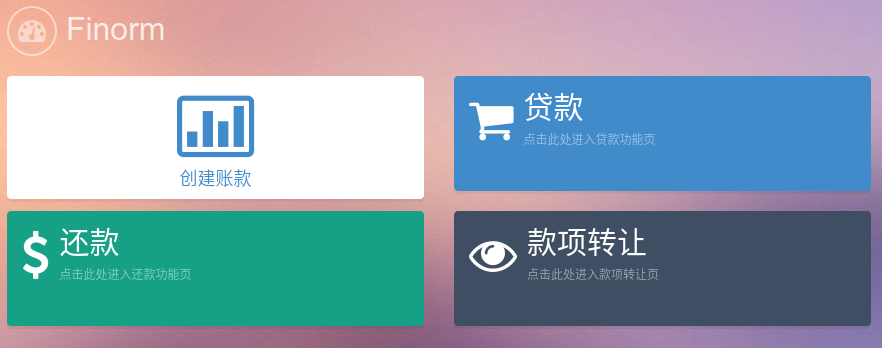 Finorm
创建账款
贷款
点击此处进入贷款功能页
还款
点击此处进入还款功能页
款项转让
点击此处进入款项转让页